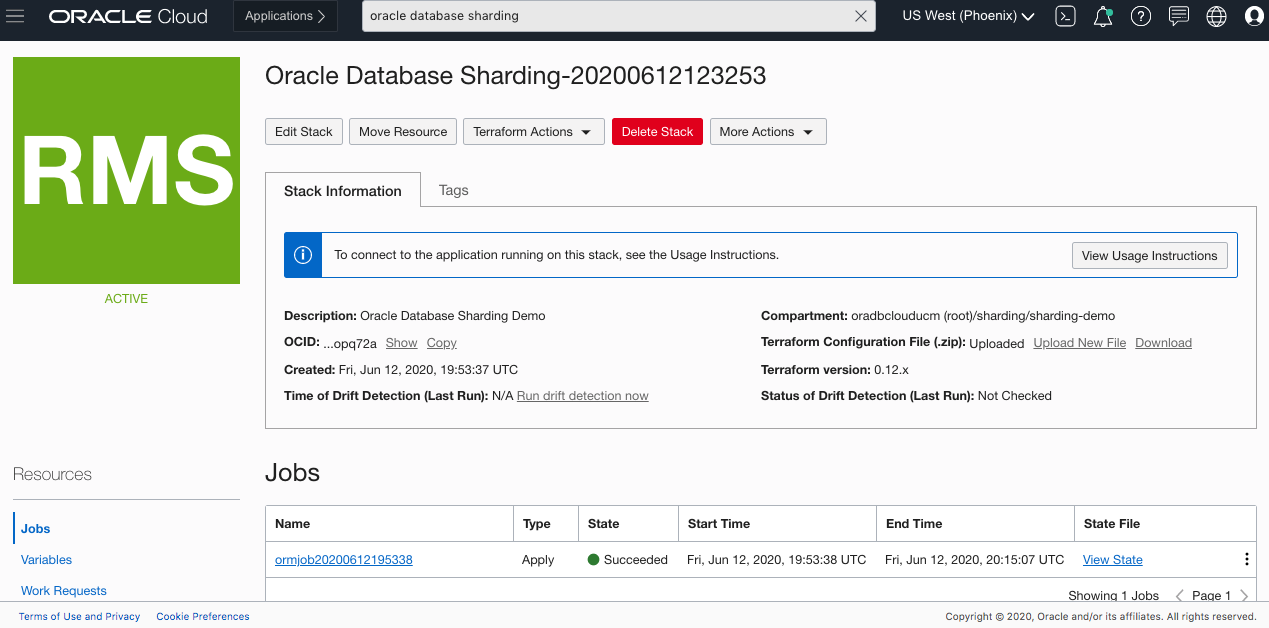 ORACLE Cloud
Applications
oracle database sharding
US West (Phoenix)
RMS
ACTIVE
Oracle Database Sharding-20200612123253
Edit Stack Move Resource Terraform Actions Delete Stack More Actions
Stack Information Tags
To connect to the application running on this stack, see the Usage Instructions. View Usage Instructions
Description: Oracle Database Sharding Demo
OCID: ...opq72a Show Copy
Created: Fri, Jun 12, 2020, 19:53:37 UTC
Time of Drift Detection (Last Run): N/A Run drift detection now
Compartment: oradbclouducm (root)/sharding/sharding-demo
Terraform Configuration File (.zip): Uploaded Upload New File Download
Terraform version: 0.12.x
Status of Drift Detection (Last Run): Not Checked
Resources
Jobs
Variables
Work Requests
Jobs
Name Type State Start Time End Time State File
ormjob20200612195338 Apply Succeeded Fri, Jun 12, 2020, 19:53:38 UTC Fri, Jun 12, 2020, 20:15:07 UTC View State
Showing 1 Jobs Page 1
Terms of Use and Privacy Cookie Preferences
Copyright © 2020, Oracle and/or its affiliates. All rights reserved.